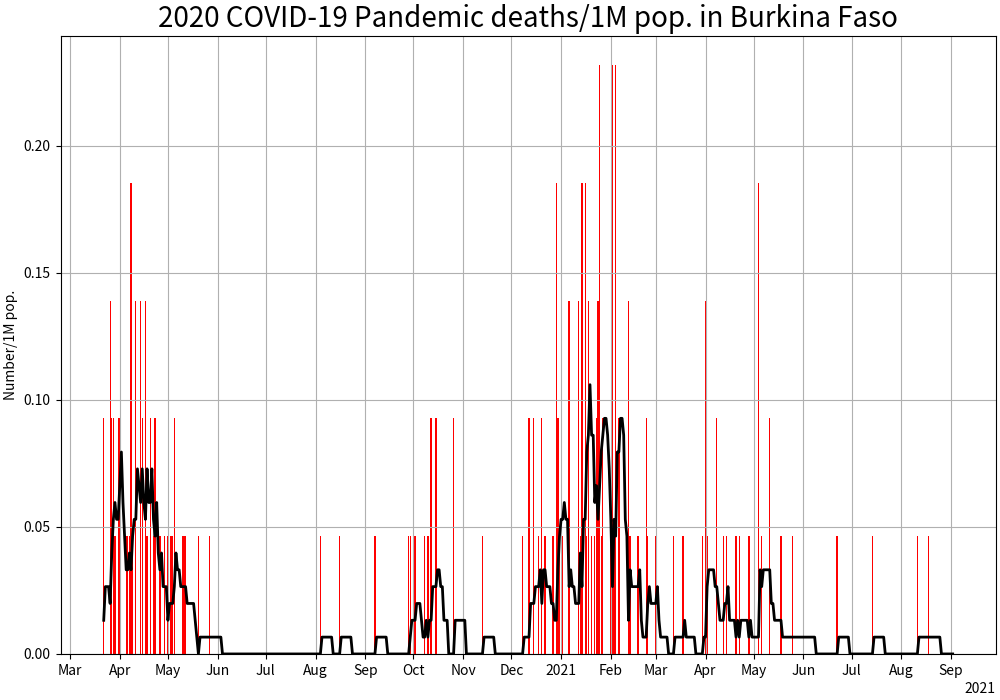 2020 COVID-19 Pandemic deaths/1M pop. in Burkina Faso
Number/1M pop.
0.20
0.15
0.10
0.05
0.00
Mar Apr May Jun Jul Aug Sep Oct Nov Dec 2021 Feb Mar Apr May Jun Jul Aug Sep
2021